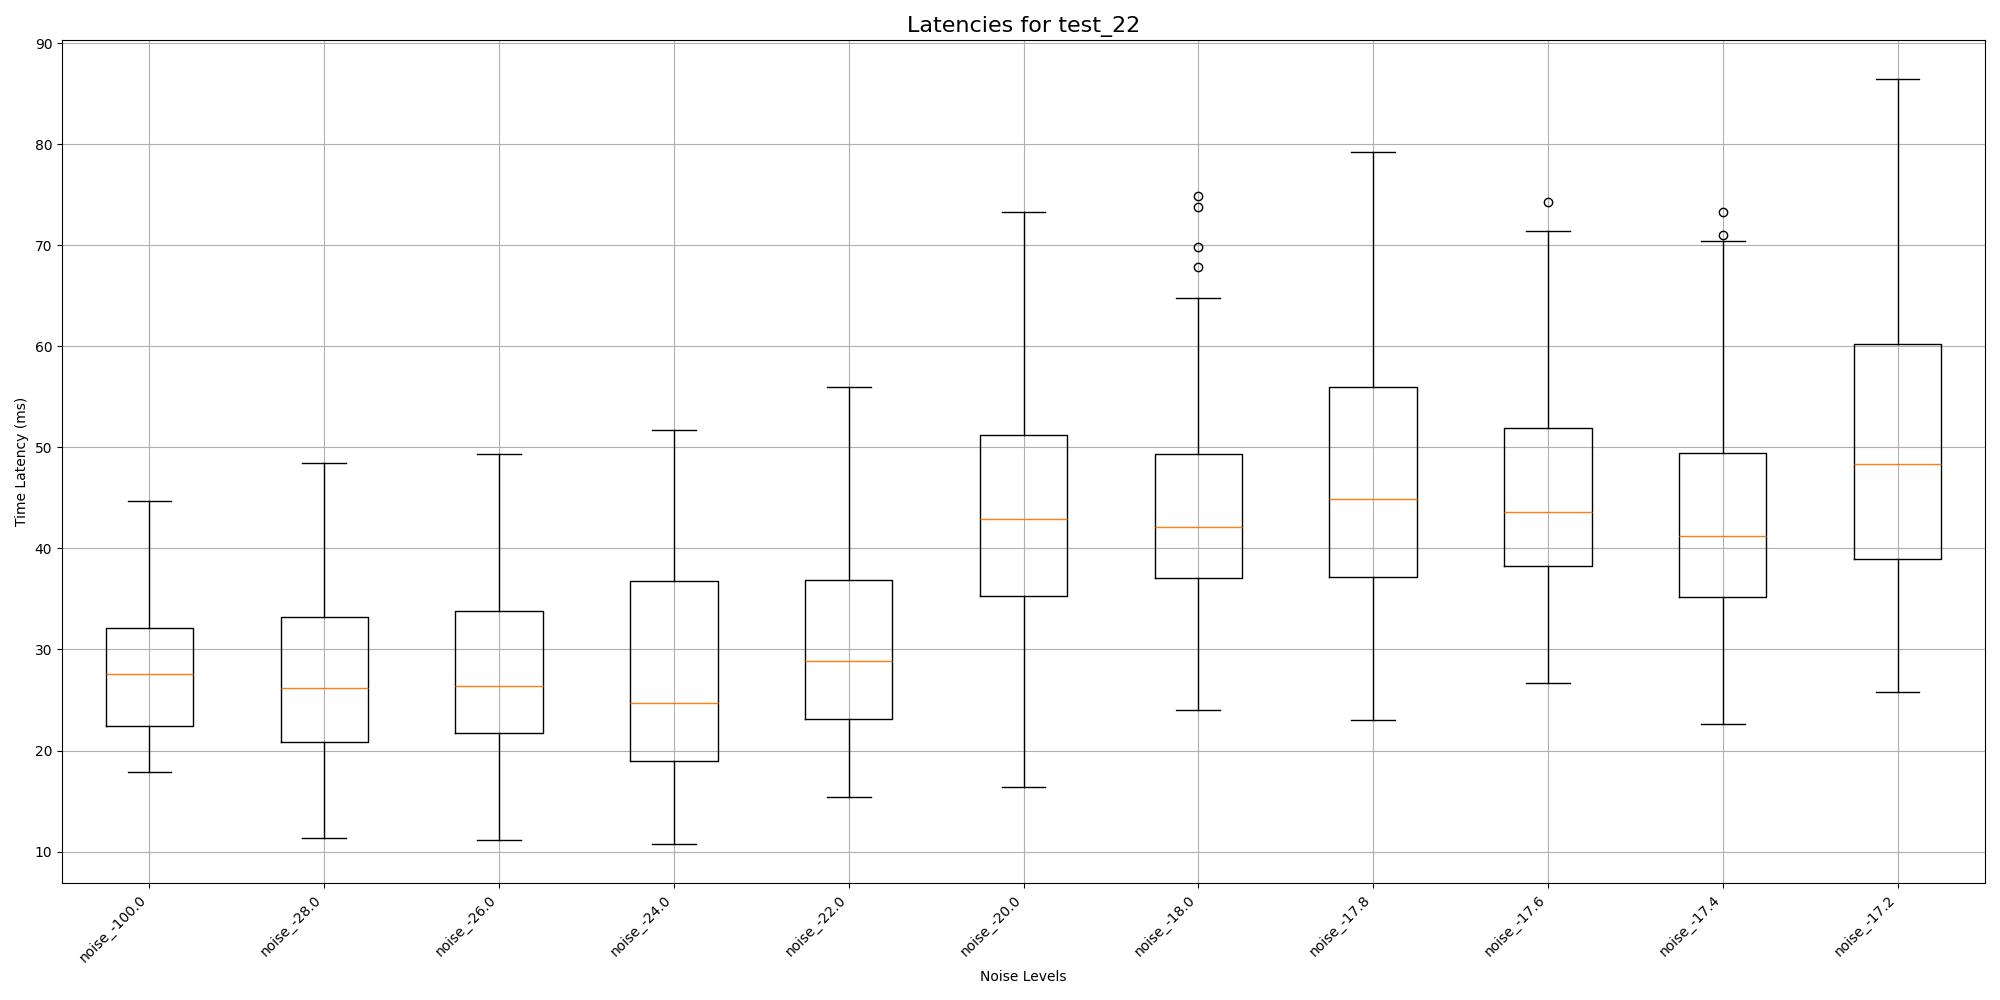 Latencies for test_22
90
80
70
60
50
40
30
20
10
Time Latency (ms)
noise_-100.0
noise_-28.0
noise_-26.0
noise_-24.0
noise_-22.0
noise_-20.0
noise_-18.0
noise_-17.8
noise_-17.6
noise_-17.4
noise_-17.2
Noise Levels